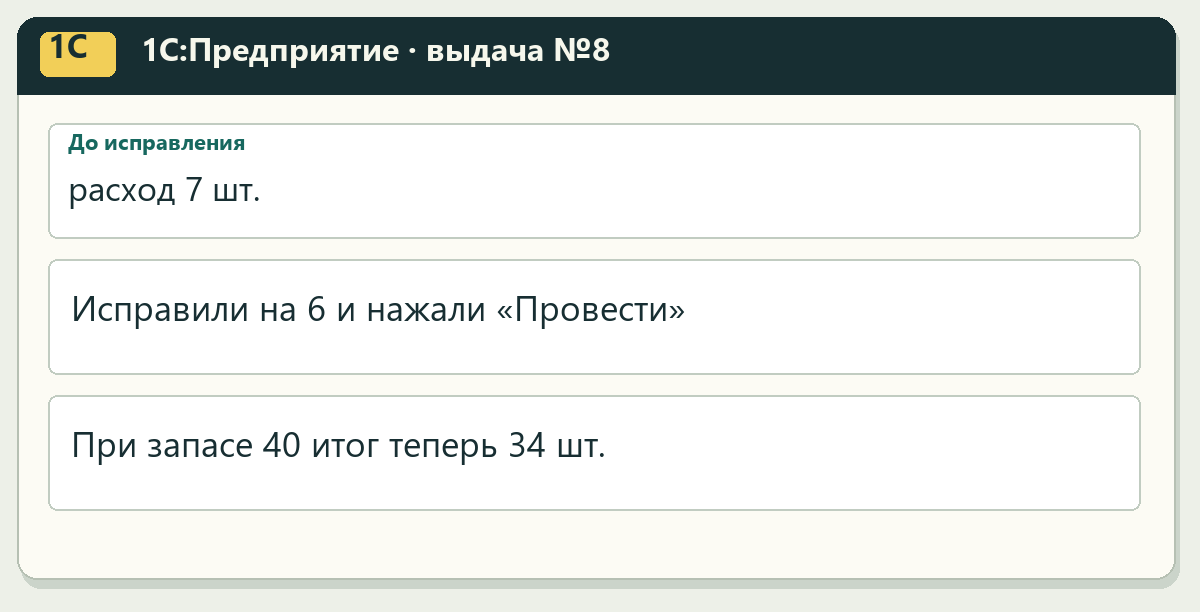 1С
1С:Предприятие · выдача №8
До исправления
расход 7 шт.
Исправили на 6 и нажали «Провести»
При запасе 40 итог теперь 34 шт.